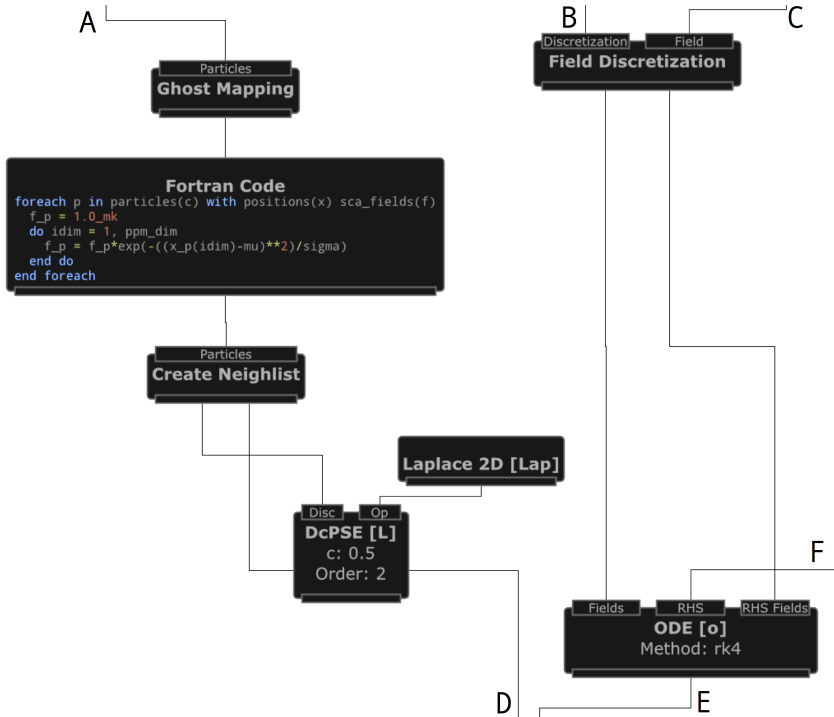 A
B
C
Particles
Ghost Mapping
Discretization
Field
Field Discretization
Fortran Code
foreach p in particles(c) with positions(x) sca_fields(f)
f_p = 1.0_mk
do idim = 1, ppm_dim
f_p = f_p*exp(-((x_p(idim)-mu)**2)/sigma)
end do
end foreach
Particles
Create Neighlist
Laplace 2D [Lap]
Disc
Op
DcPSE [L]
c: 0.5
Order: 2
F
Fields
RHS
RHS Fields
ODE [o]
Method: rk4
D
E